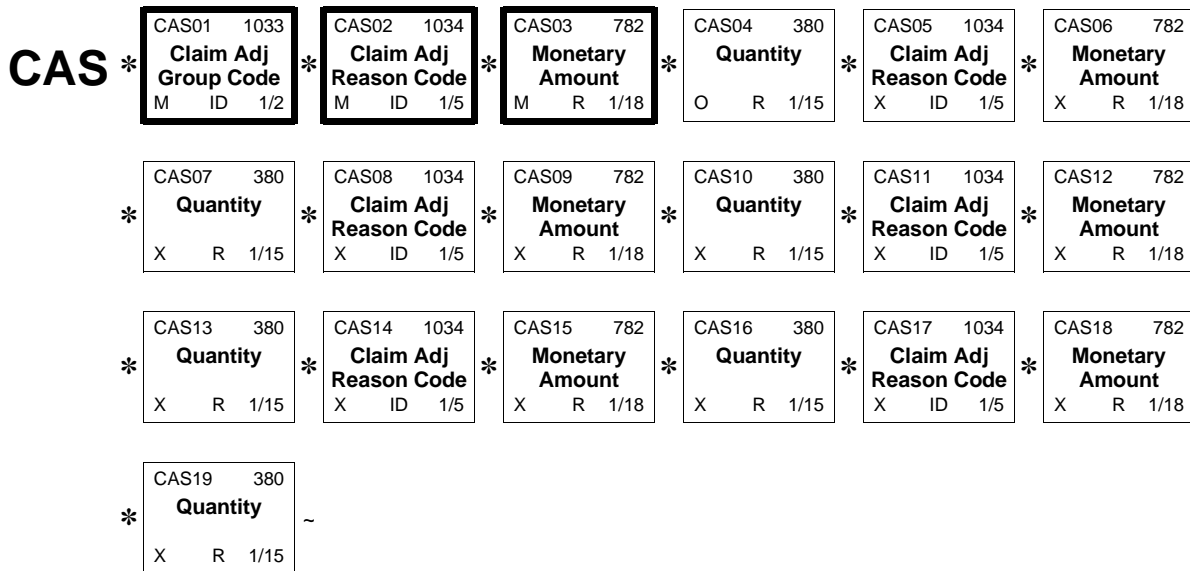 CAS * CAS01 1033 Claim Adj Group Code M ID 1/2 * CAS02 1034 Claim Adj Reason Code M ID 1/5 * CAS03 782 Monetary Amount M R 1/18 * CAS04 380 Quantity O R 1/15 * CAS05 1034 Claim Adj Reason Code X ID 1/5 * CAS06 782 Monetary Amount X R 1/18
* CAS07 380 Quantity X R 1/15 * CAS08 1034 Claim Adj Reason Code X ID 1/5 * CAS09 782 Monetary Amount X R 1/18 * CAS10 380 Quantity X R 1/15 * CAS11 1034 Claim Adj Reason Code X ID 1/5 * CAS12 782 Monetary Amount X R 1/18
* CAS13 380 Quantity X R 1/15 * CAS14 1034 Claim Adj Reason Code X ID 1/5 * CAS15 782 Monetary Amount X R 1/18 * CAS16 380 Quantity X R 1/15 * CAS17 1034 Claim Adj Reason Code X ID 1/5 * CAS18 782 Monetary Amount X R 1/18
* CAS19 380 Quantity X R 1/15 ~